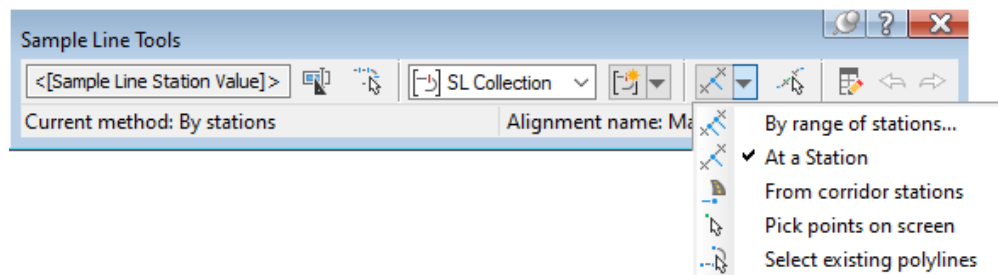 Sample Line Tools
<[Sample Line Station Value]>
SL Collection
Current method: By stations
Alignment name:
By range of stations...
At a Station
From corridor stations
Pick points on screen
Select existing polylines